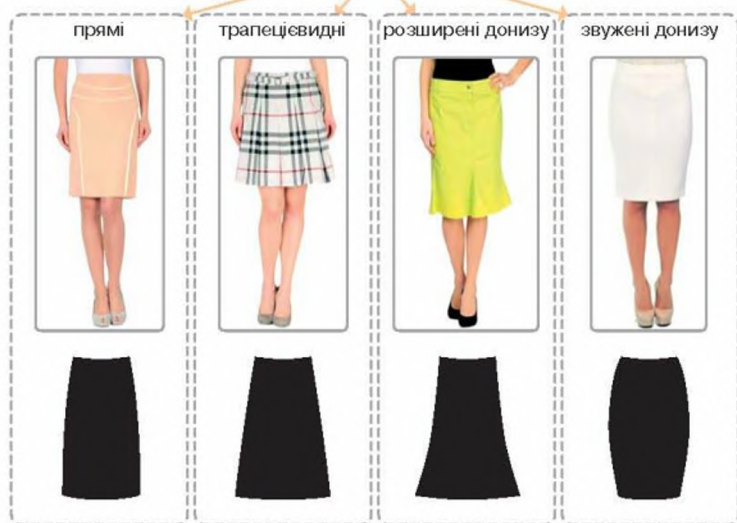 прямі
трапецієвидні
розширені донизу
звужені донизу